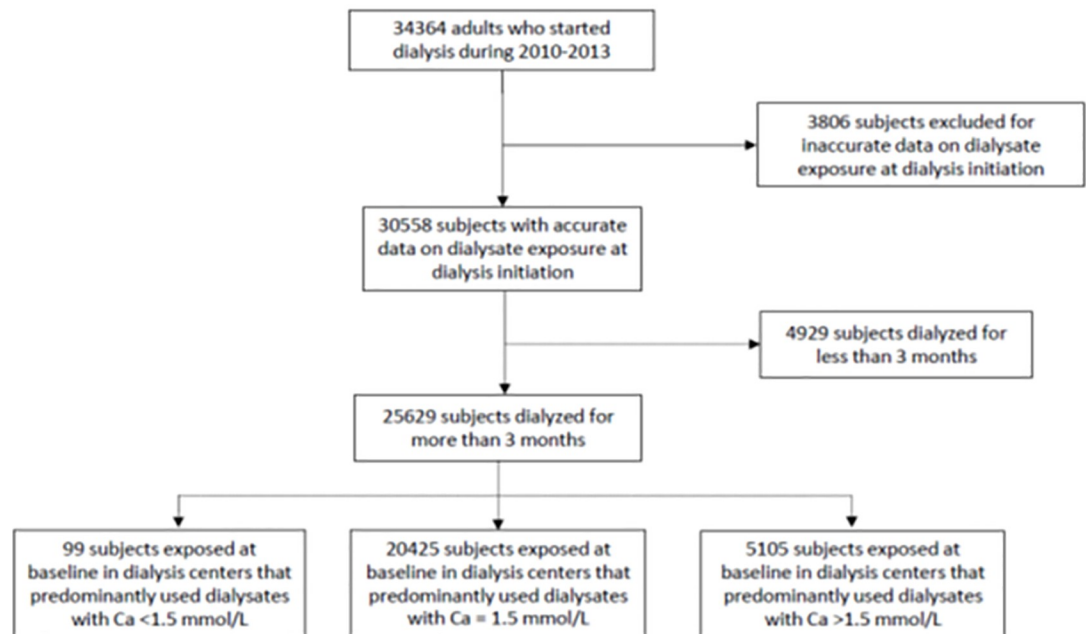 34364 adults who started
dialysis during 2010-2013
3806 subjects excluded for
inaccurate data on dialysate
exposure at dialysis initiation
30558 subjects with accurate
data on dialysate exposure at
dialysis initiation
4929 subjects dialyzed for
less than 3 months
25629 subjects dialyzed for
more than 3 months
99 subjects exposed at
baseline in dialysis centers that
predominantly used dialysates
with Ca <1.5 mmol/L
20425 subjects exposed at
baseline in dialysis centers that
predominantly used dialysates
with Ca = 1.5 mmol/L
5105 subjects exposed at
baseline in dialysis centers that
predominantly used dialysates
with Ca >1.5 mmol/L